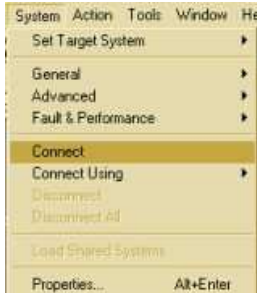 System Action Tools Window He
Set Target System
General
Advanced
Fault & Performance
Connect
Connect Using
Disconnect
Disconnect All
Load Shared Systems
Properties... Alt+Enter